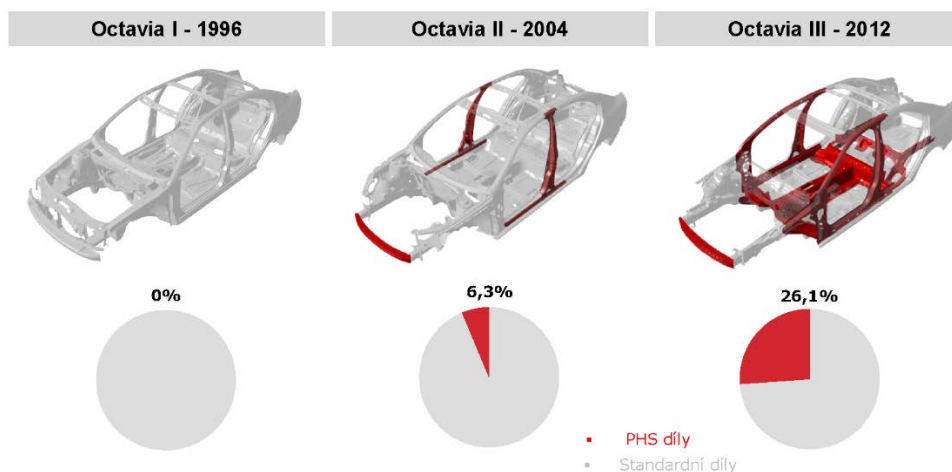 Octavia I - 1996
Octavia II - 2004
Octavia III - 2012
0%
6,3%
26,1%
PHS díly
Standardní díly